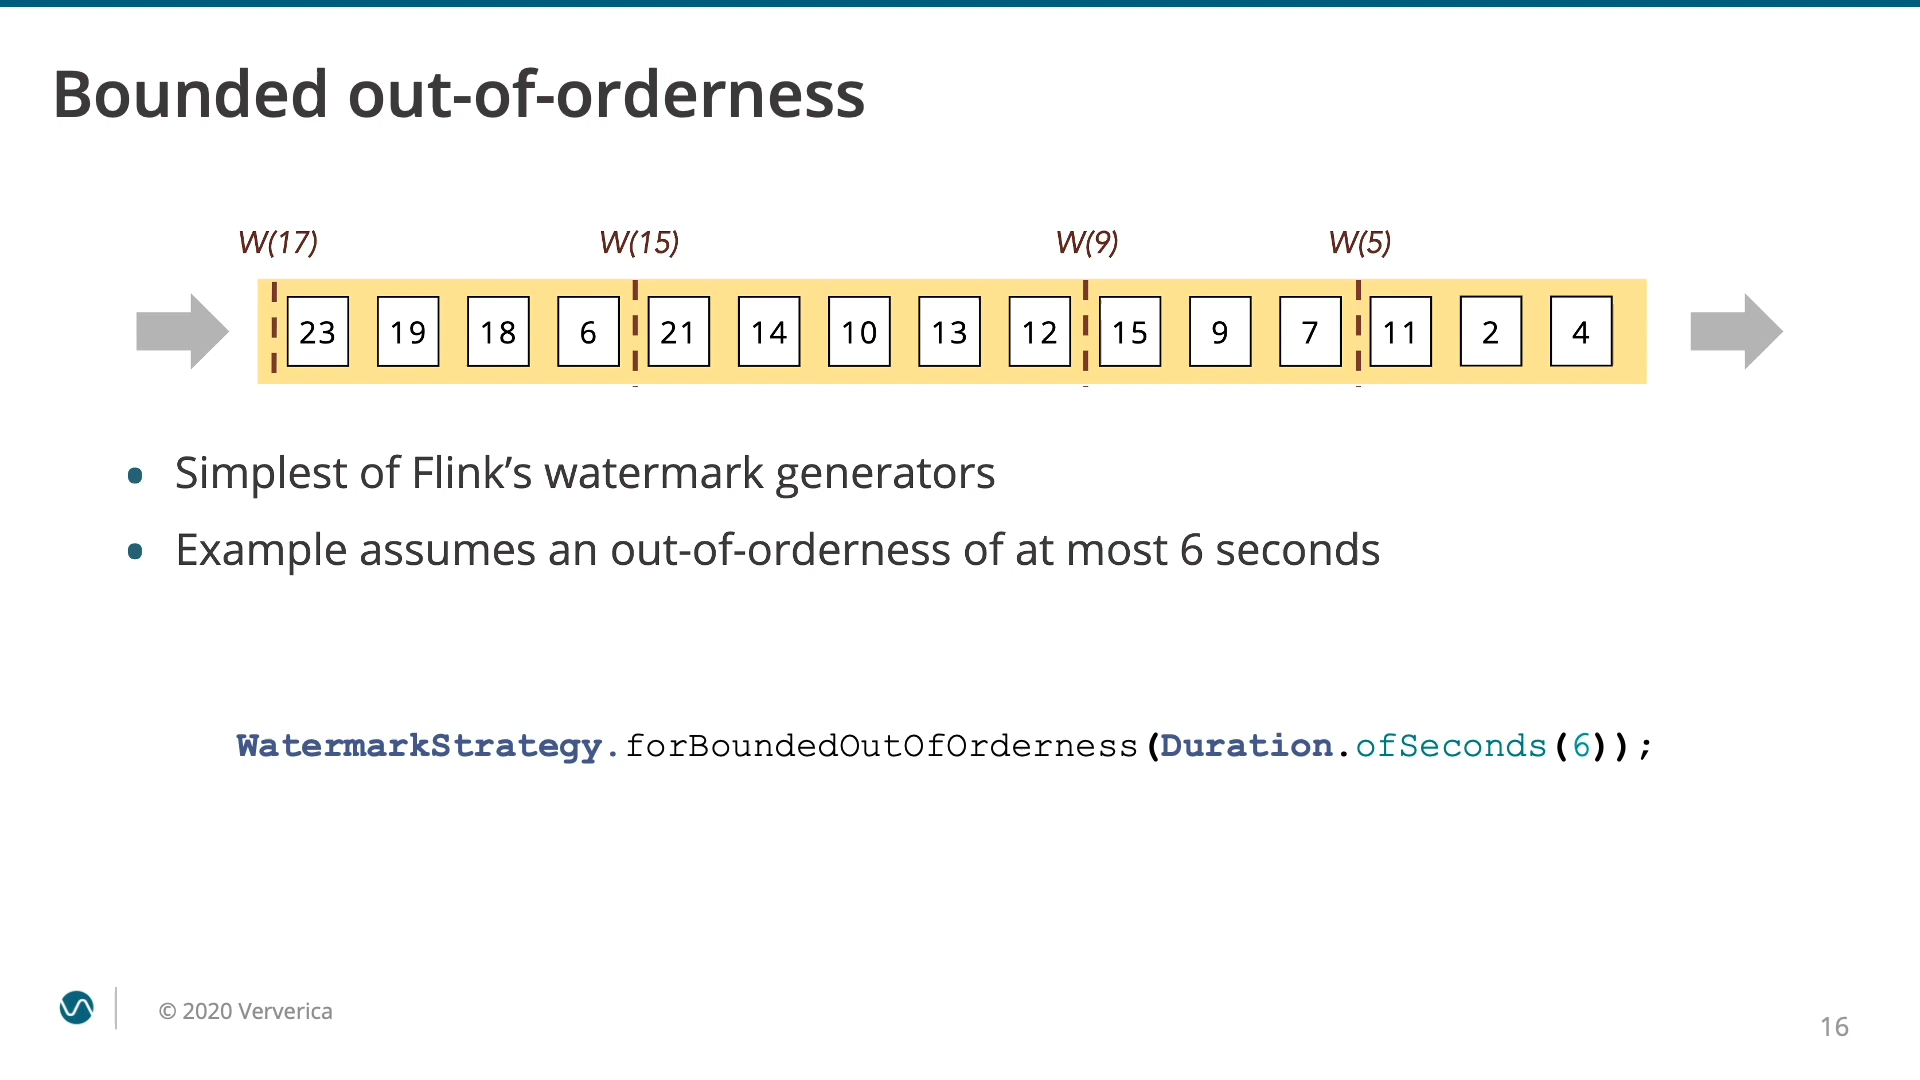 Bounded out-of-orderness
W(17) W(15) W(9) W(5)
23 19 18 6 21 14 10 13 12 15 9 7 11 2 4
• Simplest of Flink’s watermark generators
• Example assumes an out-of-orderness of at most 6 seconds
WatermarkStrategy.forBoundedOutOfOrderness(Duration.ofSeconds(6));
© 2020 Ververica
16